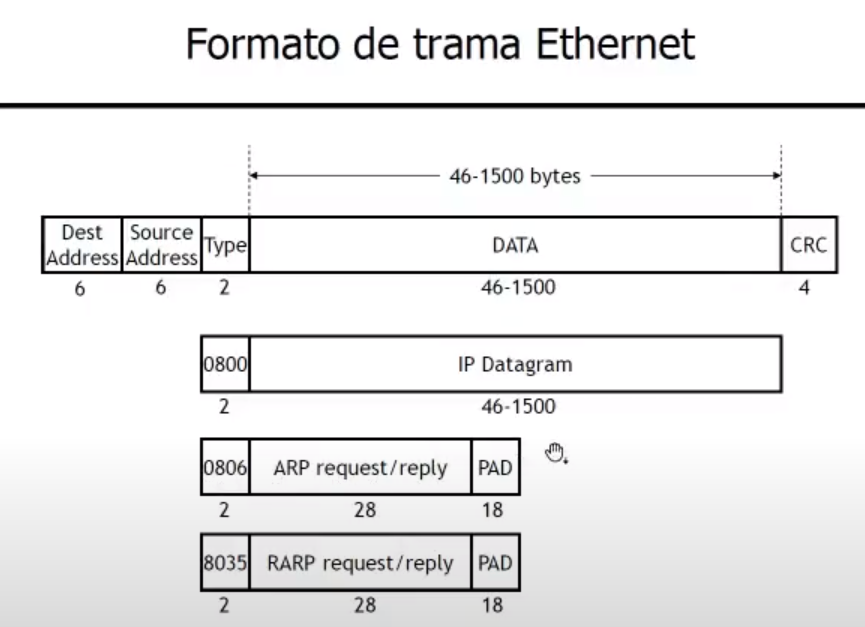 Formato de trama Ethernet
46-1500 bytes
Dest Address
Source Address
Type
DATA
CRC
6
6
2
46-1500
4
0800
IP Datagram
2
46-1500
0806
ARP request/reply
PAD
2
28
18
8035
RARP request/reply
PAD
2
28
18